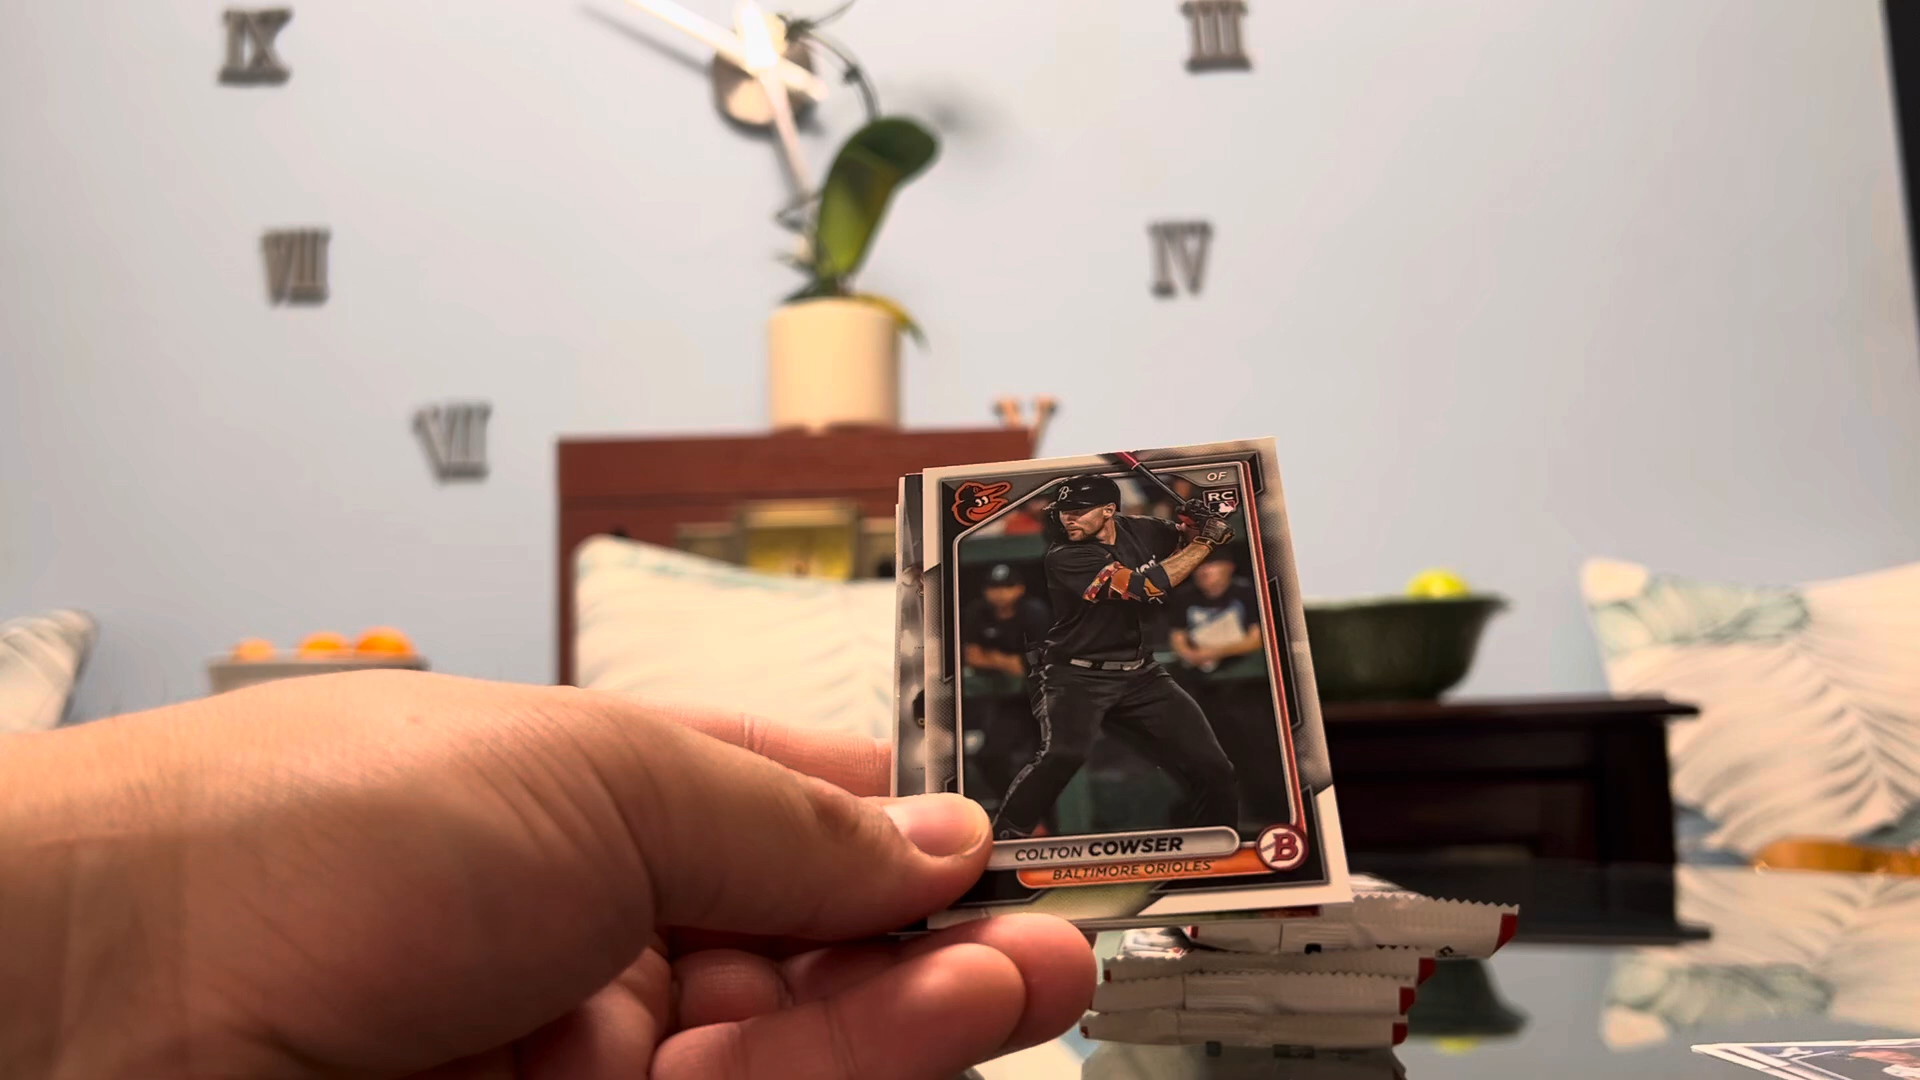 IX
III
VII
IV
VII
OF
RC
B
COLTON COWSER
BALTIMORE ORIOLES
B